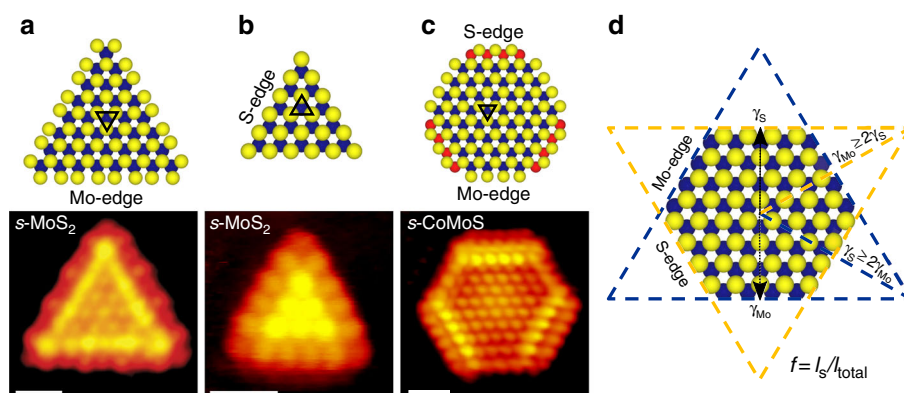 a
b
c
d
S-edge
S-edge
Mo-edge
Mo-edge
s-MoS₂
s-MoS₂
s-CoMoS
γS
γMo≥2γS
Mo-edge
S-edge
γS≥2γMo
γMo
f = lₛ/l_total